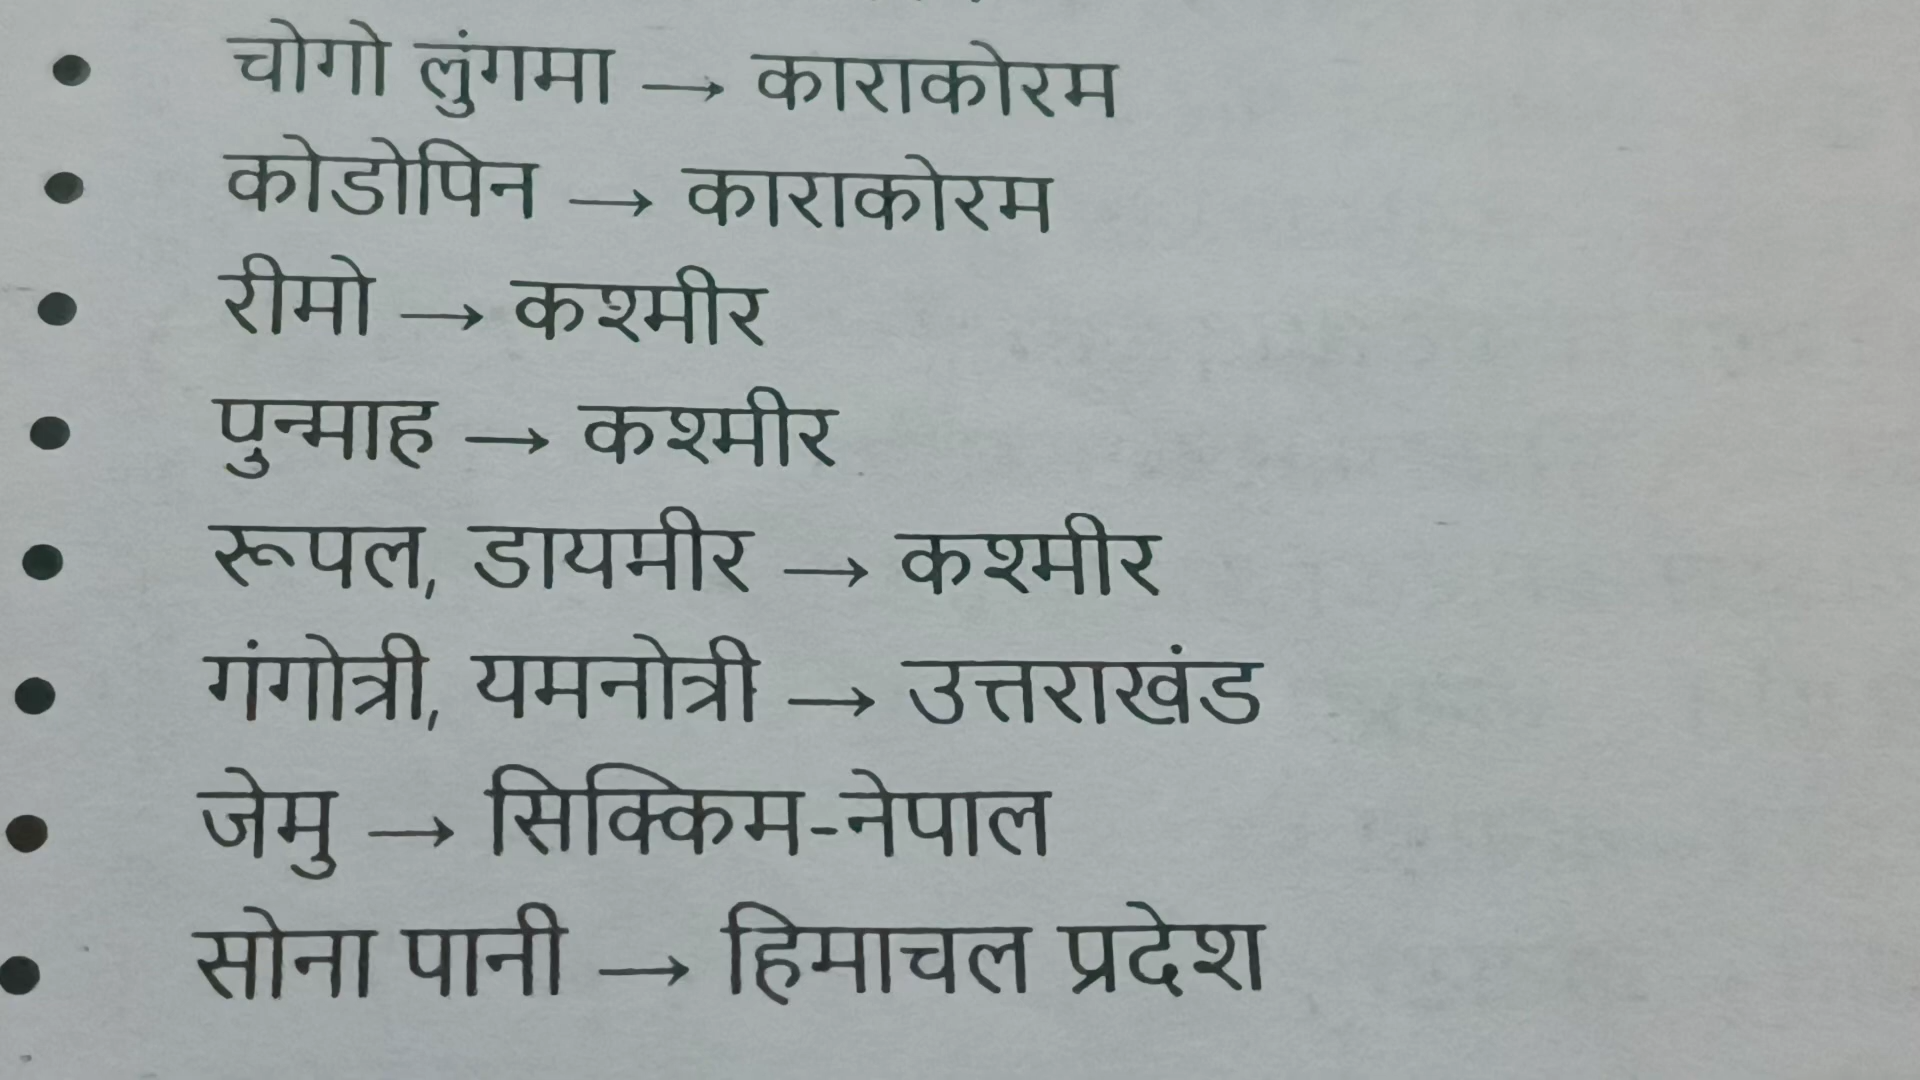 • चोगो लुंगमा → काराकोरम
• कोडोपिन → काराकोरम
• रीमो → कश्मीर
• पुन्माह → कश्मीर
• रूपल, डायमीर → कश्मीर
• गंगोत्री, यमनोत्री → उत्तराखंड
• जेमु → सिक्किम-नेपाल
• सोना पानी → हिमाचल प्रदेश